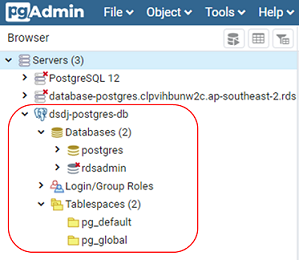 pgAdmin File Object Tools Help
Browser
Servers (3)
PostgreSQL 12
database-postgres.clpvihbunw2c.ap-southeast-2.rds
dsdj-postgres-db
Databases (2)
postgres
rdsadmin
Login/Group Roles
Tablespaces (2)
pg_default
pg_global